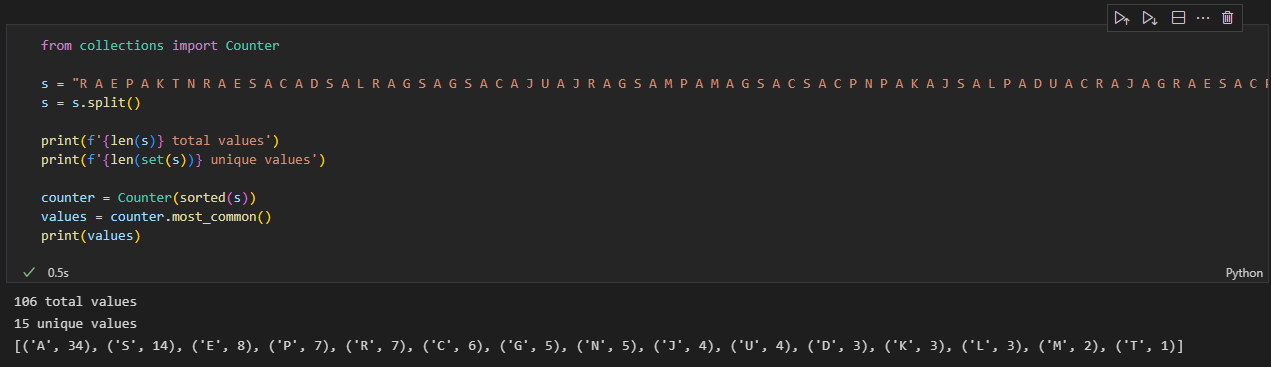 from collections import Counter
s = "R A E P A K T N R A E S A C A D S A L R A G S A G S A C A J U A J R A G S A M P A M A G S A C S A C P N P A K A J S A L P A D U A C R A J A G R A E S A C
s = s.split()
print(f'{len(s)} total values')
print(f'{len(set(s))} unique values')
counter = Counter(sorted(s))
values = counter.most_common()
print(values)
0.5s
Python
106 total values
15 unique values
[('A', 34), ('S', 14), ('E', 8), ('P', 7), ('R', 7), ('C', 6), ('G', 5), ('N', 5), ('J', 4), ('U', 4), ('D', 3), ('K', 3), ('L', 3), ('M', 2), ('T', 1)]